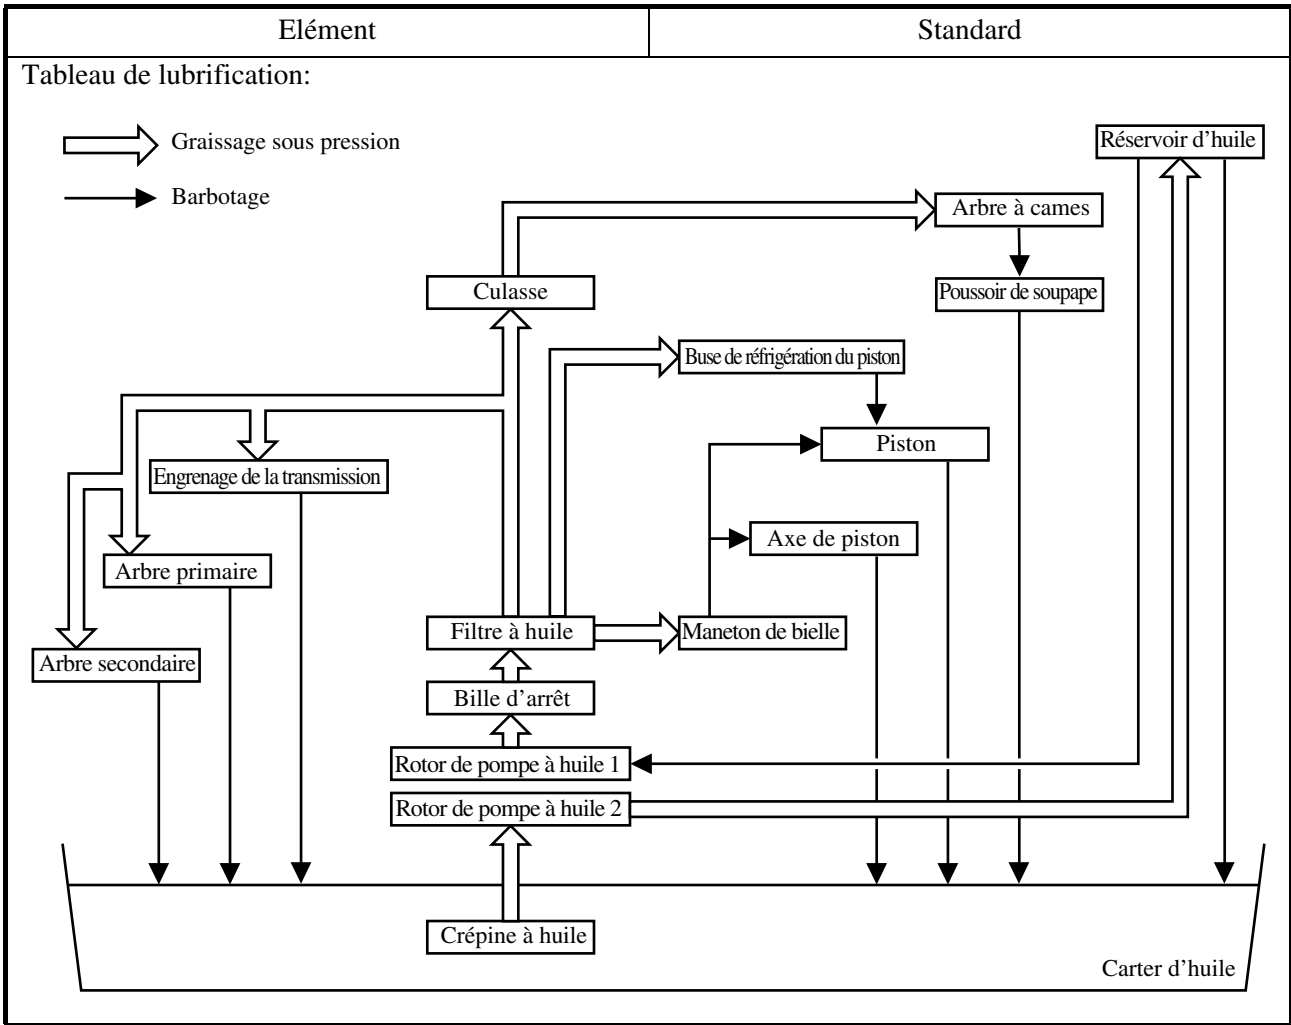 Elément
Standard
Tableau de lubrification:
Graissage sous pression
Barbotage
Réservoir d'huile
Arbre à cames
Culasse
Poussoir de soupape
Buse de réfrigération du piston
Piston
Engrenage de la transmission
Axe de piston
Arbre primaire
Filtre à huile
Maneton de bielle
Arbre secondaire
Bille d'arrêt
Rotor de pompe à huile 1
Rotor de pompe à huile 2
Crépine à huile
Carter d'huile